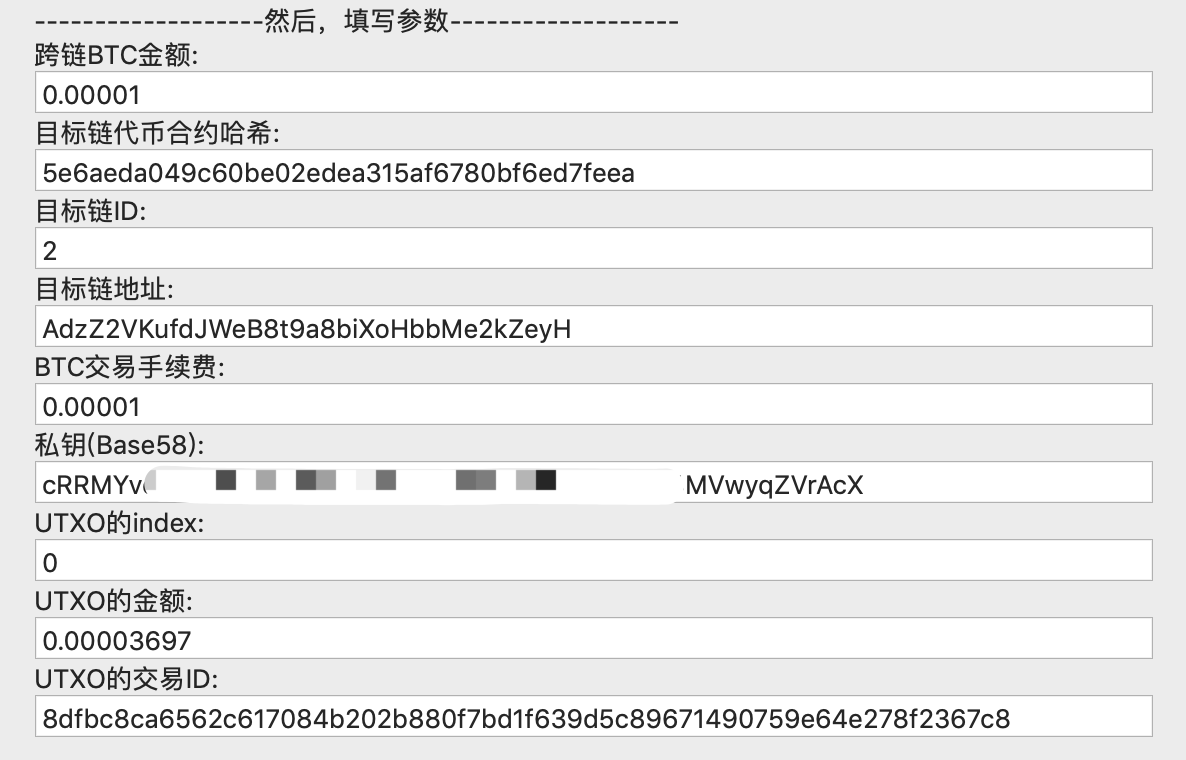 -------------------然后，填写参数-------------------
跨链BTC金额:
0.00001
目标链代币合约哈希:
5e6aeda049c60be02edea315af6780bf6ed7feea
目标链ID:
2
目标链地址:
AdzZ2VKufdJWeB8t9a8biXoHbbMe2kZeyH
BTC交易手续费:
0.00001
私钥(Base58):
cRRMYv MVwyqZVrAcX
UTXO的index:
0
UTXO的金额:
0.00003697
UTXO的交易ID:
8dfbc8ca6562c617084b202b880f7bd1f639d5c89671490759e64e278f2367c8